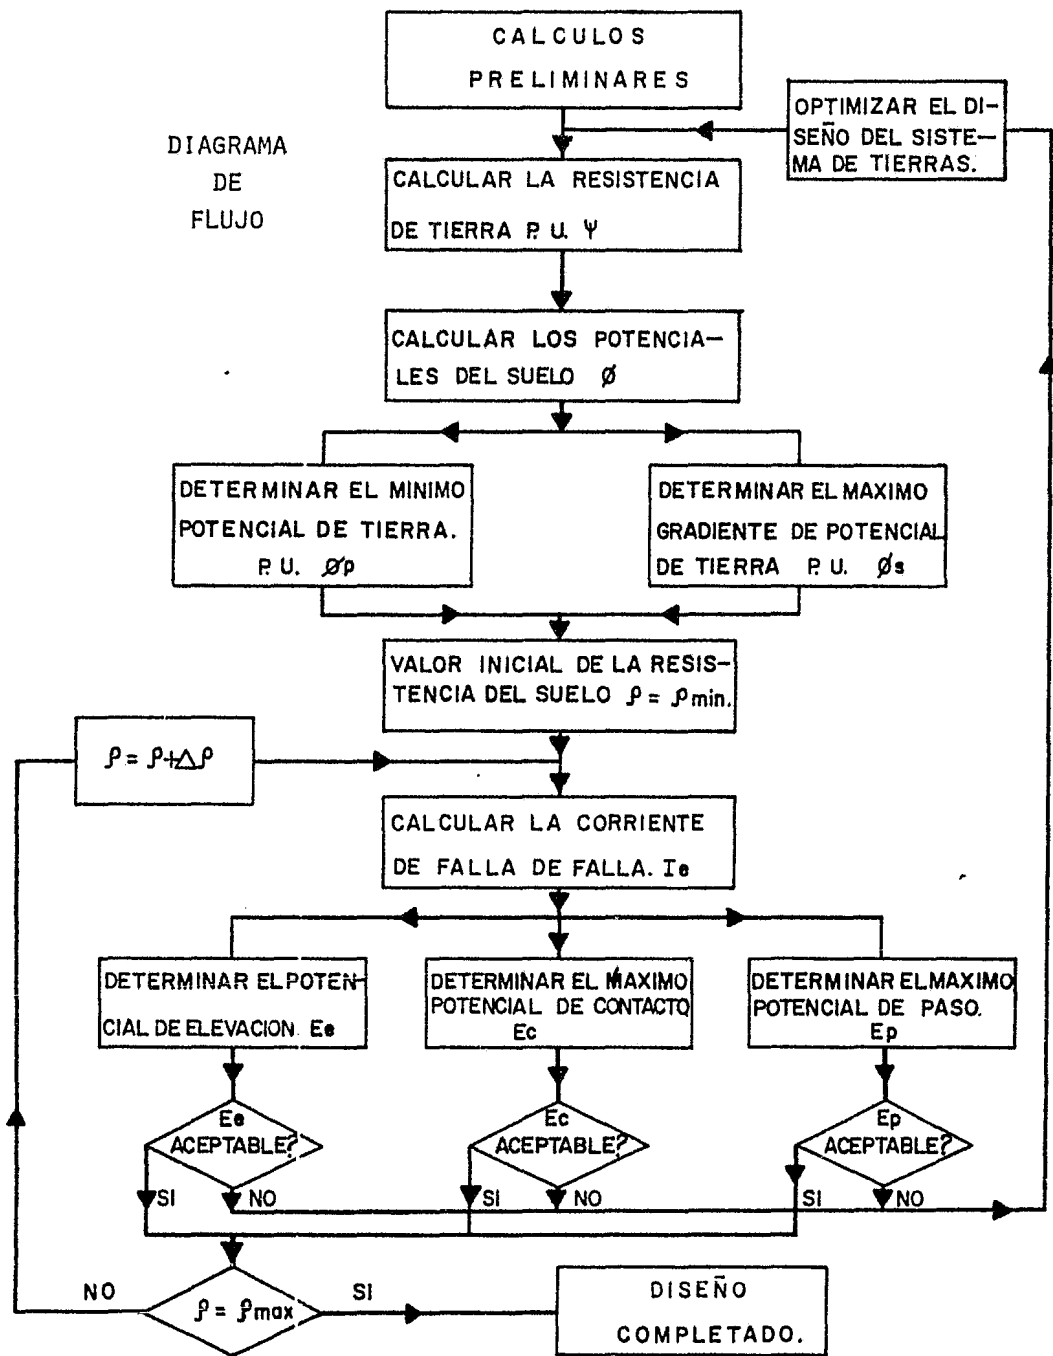 CALCULOS
PRELIMINARES
OPTIMIZAR EL DI-
SEÑO DEL SISTE-
MA DE TIERRAS.
DIAGRAMA
DE
FLUJO
CALCULAR LA RESISTENCIA
DE TIERRA P. U. Ψ
CALCULAR LOS POTENCIA-
LES DEL SUELO Ø
DETERMINAR EL MINIMO
POTENCIAL DE TIERRA.
P. U. Øp
DETERMINAR EL MAXIMO
GRADIENTE DE POTENCIAL
DE TIERRA P. U. Øs
VALOR INICIAL DE LA RESIS-
TENCIA DEL SUELO ρ = ρmin.
ρ = ρ+Δρ
CALCULAR LA CORRIENTE
DE FALLA DE FALLA. Ie
DETERMINAR EL POTEN-
CIAL DE ELEVACION. Ee
DETERMINAR EL MAXIMO
POTENCIAL DE CONTACTO
Ec
DETERMINAR EL MAXIMO
POTENCIAL DE PASO.
Ep
Ee
ACEPTABLE?
Ec
ACEPTABLE?
Ep
ACEPTABLE?
SI
NO
SI
NO
SI
NO
NO
ρ = ρmax
SI
DISEÑO
COMPLETADO.